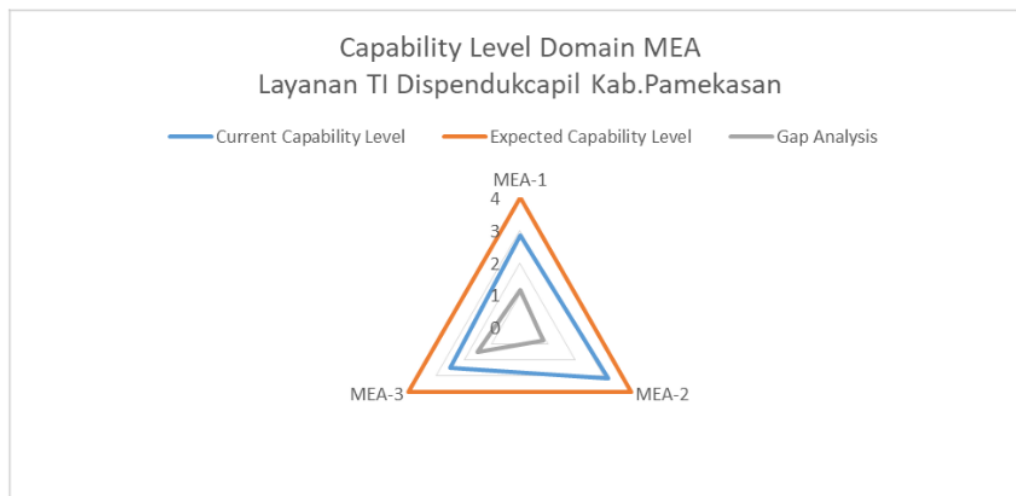 Capability Level Domain MEA
Layanan TI Dispendukcapil Kab.Pamekasan
Current Capability Level
Expected Capability Level
Gap Analysis
MEA-1
4
3
2
1
0
MEA-3
MEA-2